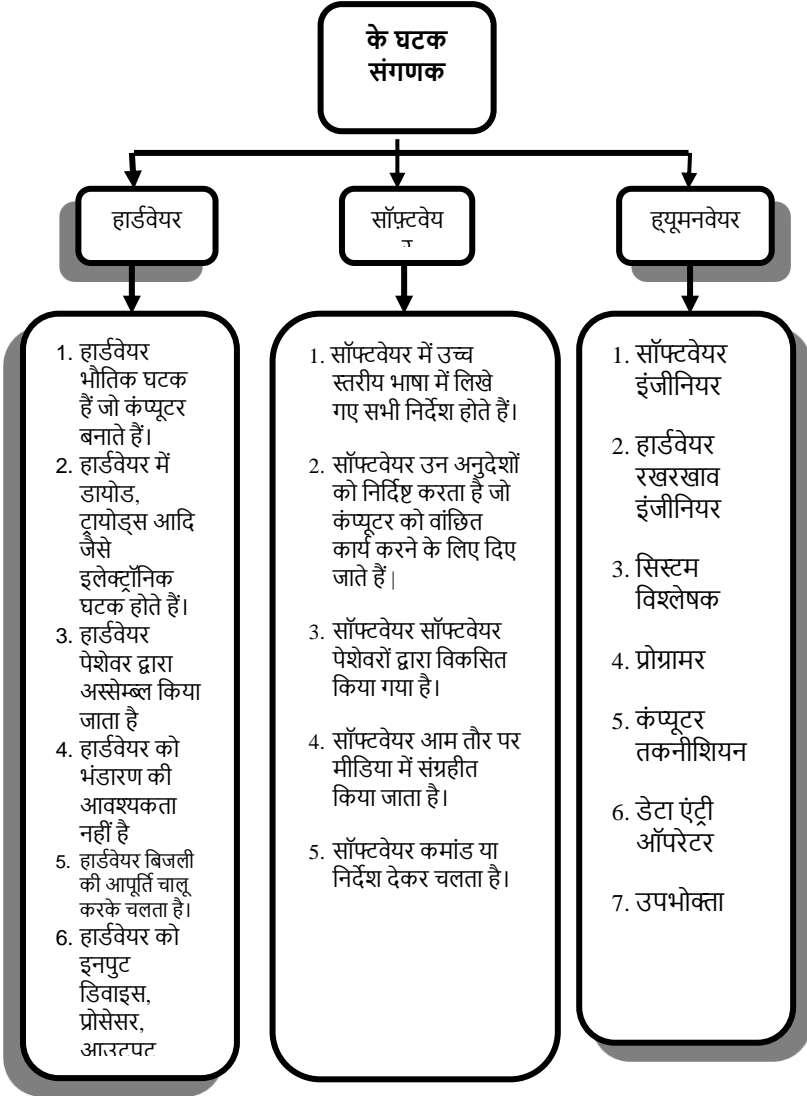 के घटक
संगणक
हार्डवेयर
सॉफ़्टवेय
ह्यूमनवेयर
1. हार्डवेयर
भौतिक घटक
हैं जो कंप्यूटर
बनाते हैं।
2. हार्डवेयर में
डायोड,
ट्रायोड्स आदि
जैसे
इलेक्ट्रॉनिक
घटक होते हैं।
3. हार्डवेयर
पेशेवर द्वारा
अस्सेम्ब्ल किया
जाता है
4. हार्डवेयर को
भंडारण की
आवश्यकता
नहीं है
5. हार्डवेयर बिजली
की आपूर्ति चालू
करके चलता है।
6. हार्डवेयर को
इनपुट
डिवाइस,
प्रोसेसर,
आउटपुट
1. सॉफ्टवेयर में उच्च
स्तरीय भाषा में लिखे
गए सभी निर्देश होते हैं।
2. सॉफ्टवेयर उन अनुदेशों
को निर्दिष्ट करता है जो
कंप्यूटर को वांछित
कार्य करने के लिए दिए
जाते हैं|
3. सॉफ्टवेयर सॉफ्टवेयर
पेशेवरों द्वारा विकसित
किया गया है।
4. सॉफ्टवेयर आम तौर पर
मीडिया में संग्रहीत
किया जाता है।
5. सॉफ्टवेयर कमांड या
निर्देश देकर चलता है।
1. सॉफ्टवेयर
इंजीनियर
2. हार्डवेयर
रखरखाव
इंजीनियर
3. सिस्टम
विश्लेषक
4. प्रोग्रामर
5. कंप्यूटर
तकनीशियन
6. डेटा एंट्री
ऑपरेटर
7. उपभोक्ता